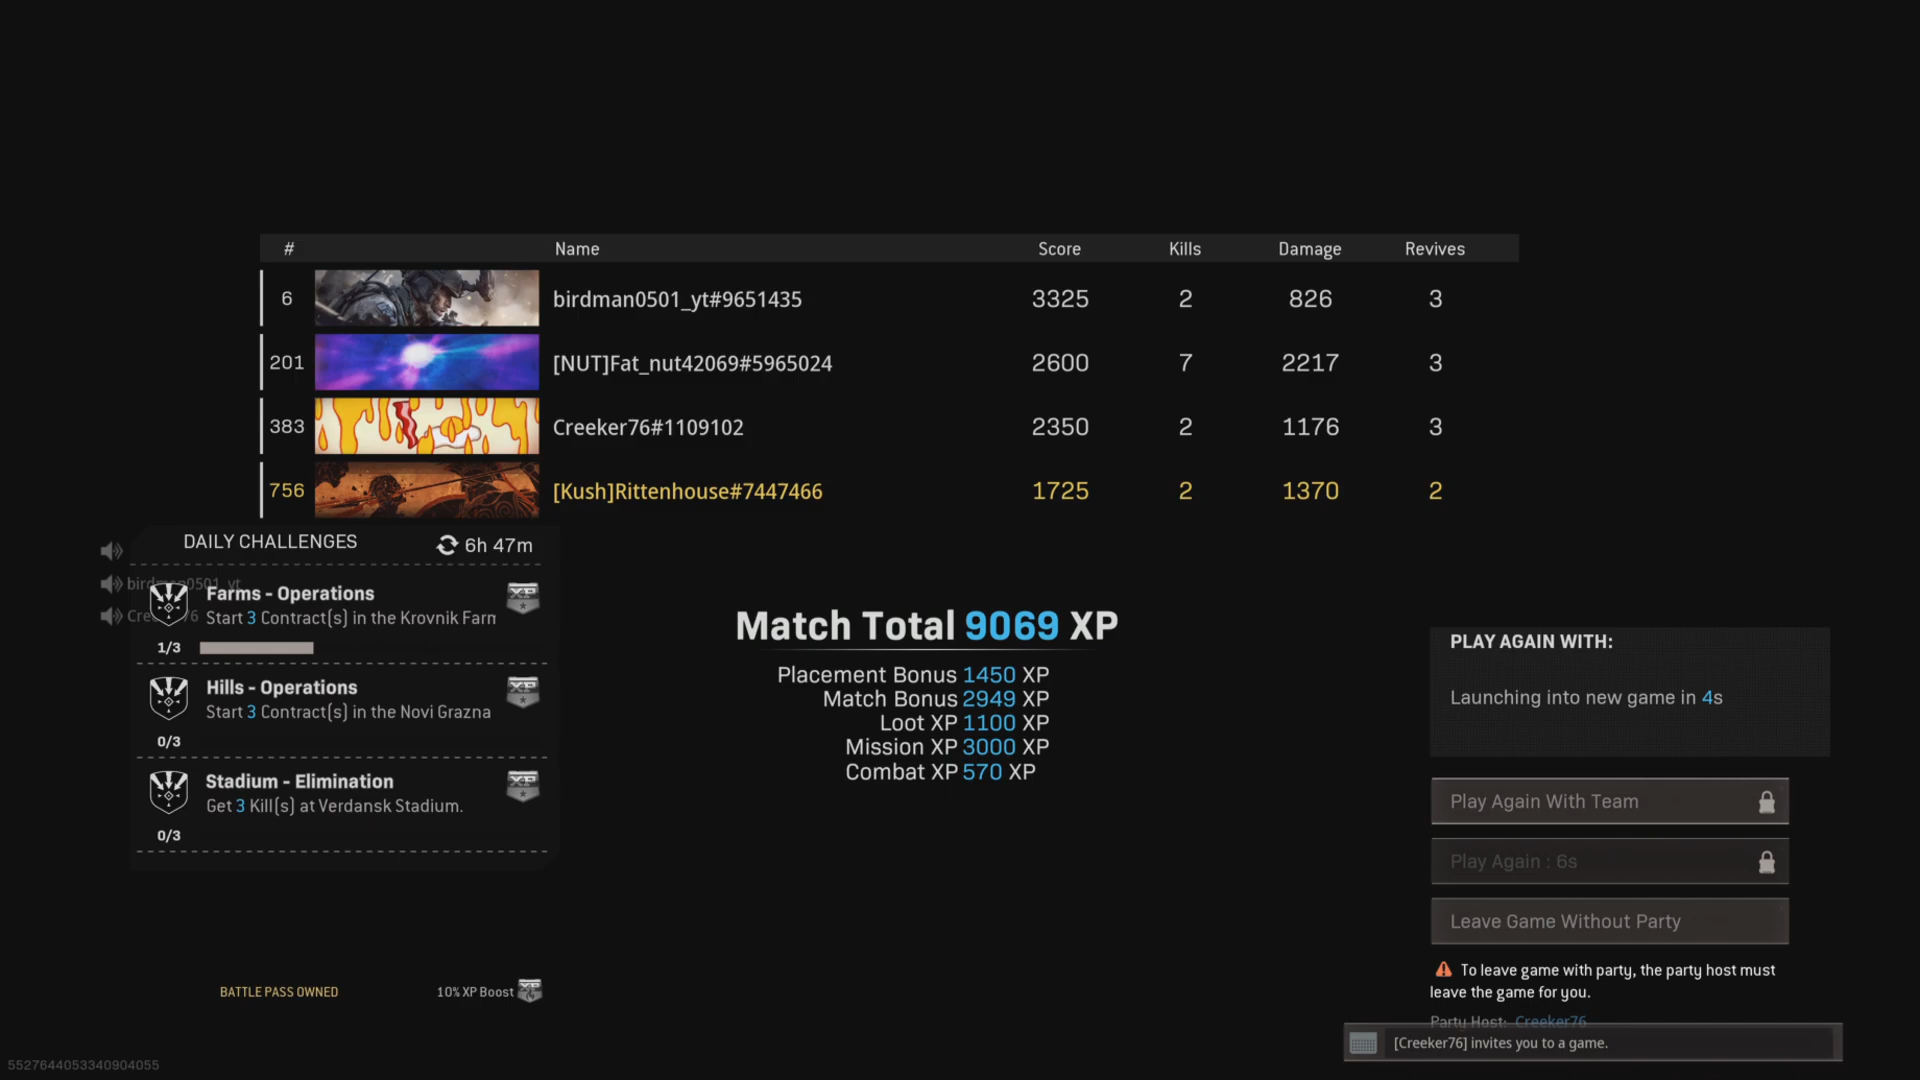 # Name Score Kills Damage Revives
6 birdman0501_yt#9651435 3325 2 826 3
201 [NUT]Fat_nut42069#5965024 2600 7 2217 3
383 Creeker76#1109102 2350 2 1176 3
756 [Kush]Rittenhouse#7447466 1725 2 1370 2
DAILY CHALLENGES 6h 47m
birdman0501_yt
Farms - Operations XP
Start 3 Contract(s) in the Krovnik Farm
1/3
Hills - Operations XP
Start 3 Contract(s) in the Novi Grazna
0/3
Stadium - Elimination XP
Get 3 Kill(s) at Verdansk Stadium.
0/3
BATTLE PASS OWNED 10% XP Boost XP
Match Total 9069 XP
Placement Bonus 1450 XP
Match Bonus 2949 XP
Loot XP 1100 XP
Mission XP 3000 XP
Combat XP 570 XP
PLAY AGAIN WITH:
Launching into new game in 4s
Play Again With Team
Play Again : 6s
Leave Game Without Party
To leave game with party, the party host must
leave the game for you.
Party Host: Creeker76
[Creeker76] invites you to a game.
5527644053340904055